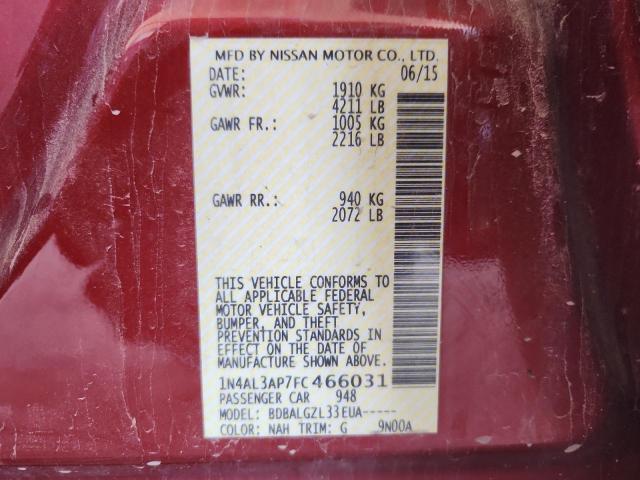 MFD BY NISSAN MOTOR CO., LTD.
DATE: 06/15
GVWR: 1910 KG
4211 LB
GAWR FR.: 1005 KG
2216 LB
GAWR RR.: 940 KG
2072 LB
THIS VEHICLE CONFORMS TO
ALL APPLICABLE FEDERAL
MOTOR VEHICLE SAFETY,
BUMPER, AND THEFT
PREVENTION STANDARDS IN
EFFECT ON THE DATE OF
MANUFACTURE SHOWN ABOVE.
1N4AL3AP7FC466031
PASSENGER CAR 948
MODEL: BDBALGZL33EUA-----
COLOR: NAH TRIM: G 9N00A